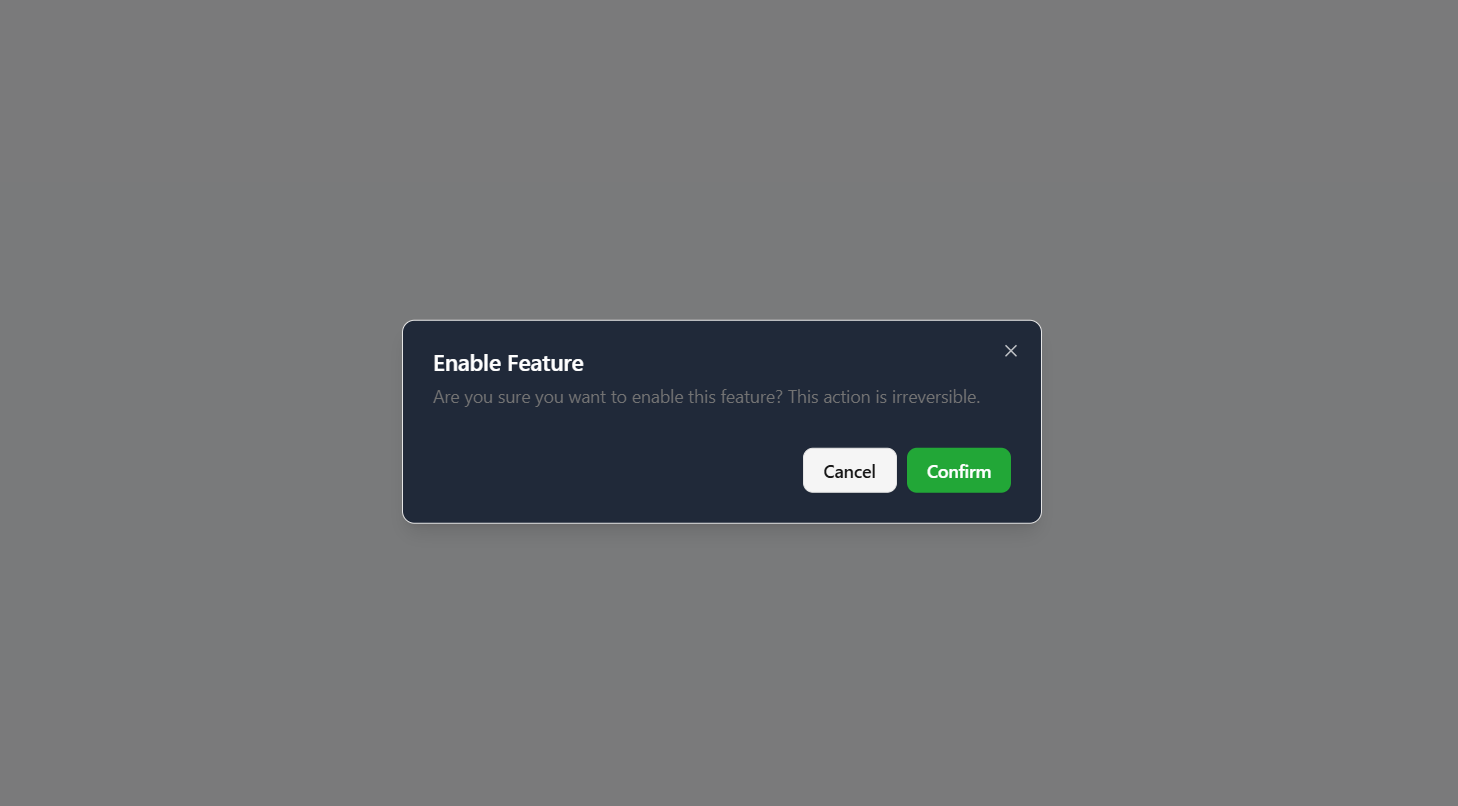 Enable Feature
Are you sure you want to enable this feature? This action is irreversible.
Cancel
Confirm